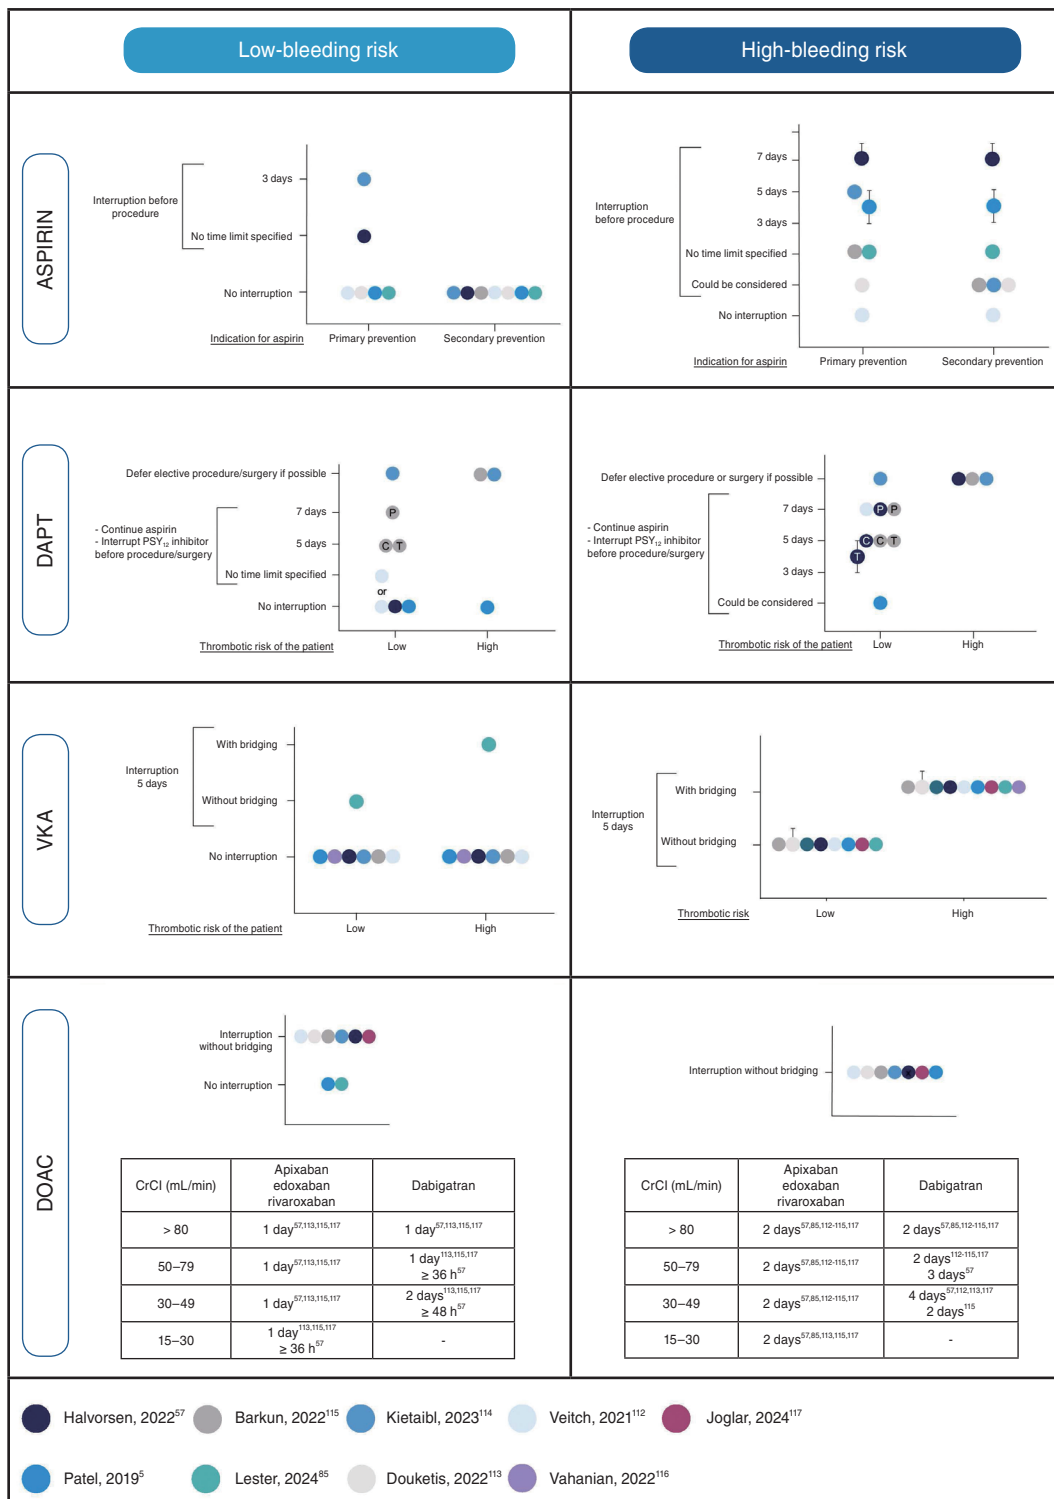 Low-bleeding risk
High-bleeding risk
ASPIRIN
3 days
Interruption before
procedure
No time limit specified
No interruption
Indication for aspirin
Primary prevention
Secondary prevention
7 days
5 days
Interruption
before procedure
3 days
No time limit specified
Could be considered
No interruption
Indication for aspirin
Primary prevention
Secondary prevention
DAPT
Defer elective procedure/surgery if possible
7 days
P
- Continue aspirin
- Interrupt PSY12 inhibitor
before procedure/surgery
5 days
C T
No time limit specified
or
No interruption
Thrombotic risk of the patient
Low
High
Defer elective procedure or surgery if possible
7 days
P P
- Continue aspirin
- Interrupt PSY12 inhibitor
before procedure/surgery
5 days
C C T
T
3 days
Could be considered
Thrombotic risk of the patient
Low
High
VKA
With bridging
Interruption
5 days
Without bridging
No interruption
Thrombotic risk of the patient
Low
High
With bridging
Interruption
5 days
Without bridging
Thrombotic risk
Low
High
DOAC
Interruption
without bridging
No interruption
CrCl (mL/min)
Apixaban
edoxaban
rivaroxaban
Dabigatran
> 80
1 day57,113,115,117
1 day57,113,115,117
50–79
1 day57,113,115,117
1 day113,115,117
≥ 36 h57
30–49
1 day57,113,115,117
2 days113,115,117
≥ 48 h57
15–30
1 day113,115,117
≥ 36 h57
-
Interruption without bridging
x
CrCl (mL/min)
Apixaban
edoxaban
rivaroxaban
Dabigatran
> 80
2 days57,85,112-115,117
2 days57,85,112-115,117
50–79
2 days57,85,112-115,117
2 days112-115,117
3 days57
30–49
2 days57,85,112-115,117
4 days57,112,113,117
2 days115
15–30
2 days57,85,113,115,117
-
Halvorsen, 202257
Barkun, 2022115
Kietaibl, 2023114
Veitch, 2021112
Joglar, 2024117
Patel, 20195
Lester, 202485
Douketis, 2022113
Vahanian, 2022116